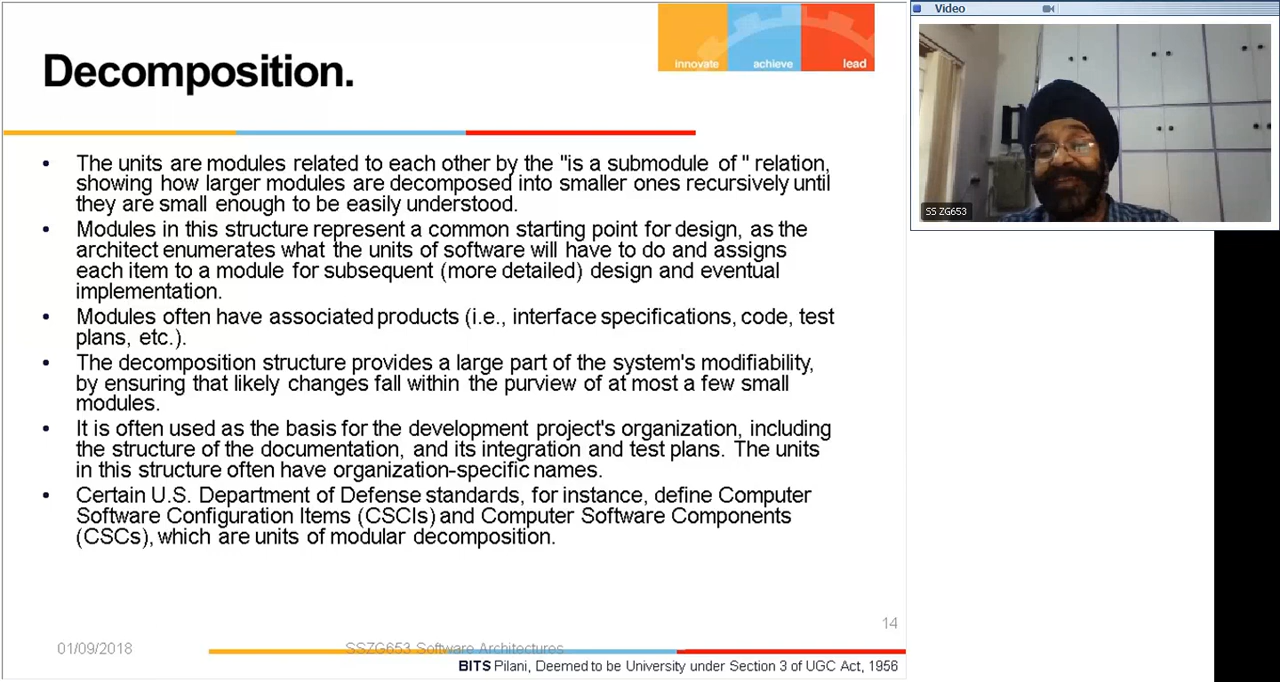 Decomposition.
innovate achieve lead
• The units are modules related to each other by the "is a submodule of " relation,
showing how larger modules are decomposed into smaller ones recursively until
they are small enough to be easily understood.
• Modules in this structure represent a common starting point for design, as the
architect enumerates what the units of software will have to do and assigns
each item to a module for subsequent (more detailed) design and eventual
implementation.
• Modules often have associated products (i.e., interface specifications, code, test
plans, etc.).
• The decomposition structure provides a large part of the system's modifiability,
by ensuring that likely changes fall within the purview of at most a few small
modules.
• It is often used as the basis for the development project's organization, including
the structure of the documentation, and its integration and test plans. The units
in this structure often have organization-specific names.
• Certain U.S. Department of Defense standards, for instance, define Computer
Software Configuration Items (CSCIs) and Computer Software Components
(CSCs), which are units of modular decomposition.
14
01/09/2018 SSZG653 Software Architectures
BITS Pilani, Deemed to be University under Section 3 of UGC Act, 1956
Video
SS ZG653